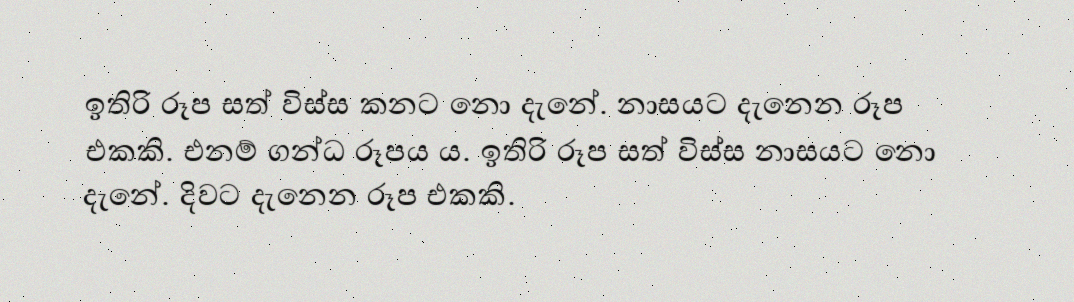 ඉතිරි රූප සත් විස්ස කනට නො දැනේ. නාසයට දැනෙන රූප
එකකි. එනම් ගන්ධ රූපය ය. ඉතිරි රූප සත් විස්ස නාසයට නො
දැනේ. දිවට දැනෙන රූප එකකි.